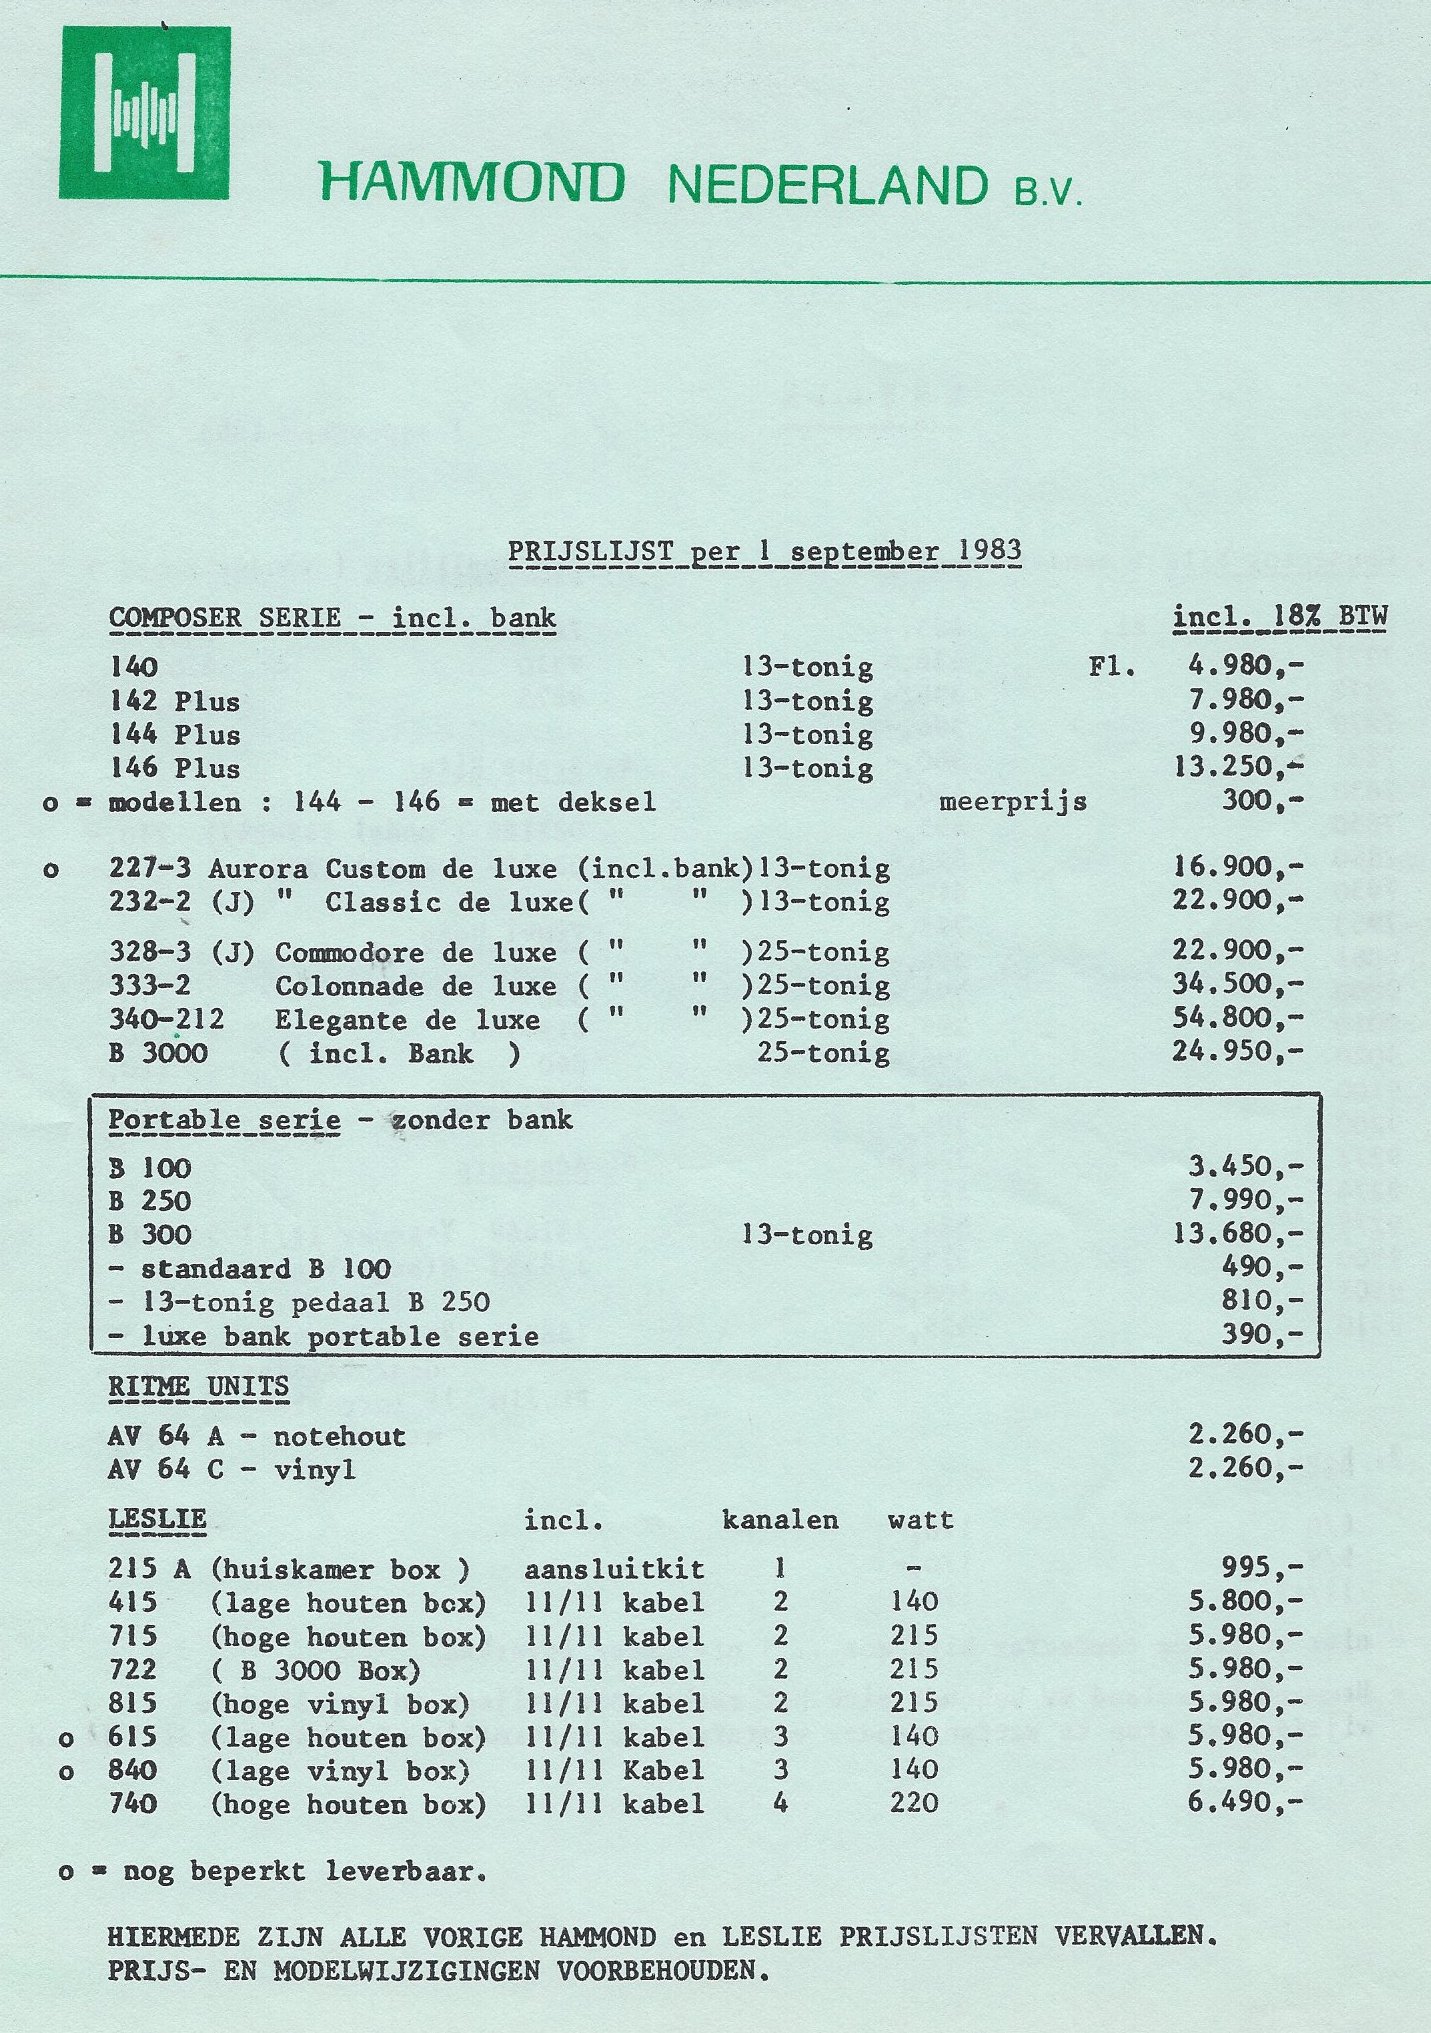 HAMMOND NEDERLAND B.V.
PRIJSLIJST per 1 september 1983
COMPOSER SERIE - incl. bank incl. 18% BTW
140 13-tonig Fl. 4.980,-
142 Plus 13-tonig 7.980,-
144 Plus 13-tonig 9.980,-
146 Plus 13-tonig 13.250,-
o = modellen : 144 - 146 = met deksel meerprijs 300,-
o 227-3 Aurora Custom de luxe (incl.bank)13-tonig 16.900,-
232-2 (J) " Classic de luxe( " " )13-tonig 22.900,-
328-3 (J) Commodore de luxe ( " " )25-tonig 22.900,-
333-2 Colonnade de luxe ( " " )25-tonig 34.500,-
340-212 Elegante de luxe ( " " )25-tonig 54.800,-
B 3000 ( incl. Bank ) 25-tonig 24.950,-
Portable serie - zonder bank
B 100 3.450,-
B 250 7.990,-
B 300 13-tonig 13.680,-
- standaard B 100 490,-
- 13-tonig pedaal B 250 810,-
- luxe bank portable serie 390,-
RITME UNITS
AV 64 A - notehout 2.260,-
AV 64 C - vinyl 2.260,-
LESLIE incl. kanalen watt
215 A (huiskamer box ) aansluitkit 1 - 995,-
415 (lage houten box) 11/11 kabel 2 140 5.800,-
715 (hoge houten box) 11/11 kabel 2 215 5.980,-
722 ( B 3000 Box) 11/11 kabel 2 215 5.980,-
815 (hoge vinyl box) 11/11 kabel 2 215 5.980,-
o 615 (lage houten box) 11/11 kabel 3 140 5.980,-
o 840 (lage vinyl box) 11/11 Kabel 3 140 5.980,-
740 (hoge houten box) 11/11 kabel 4 220 6.490,-
o = nog beperkt leverbaar.
HIERMEDE ZIJN ALLE VORIGE HAMMOND en LESLIE PRIJSLIJSTEN VERVALLEN.
PRIJS- EN MODELWIJZIGINGEN VOORBEHOUDEN.